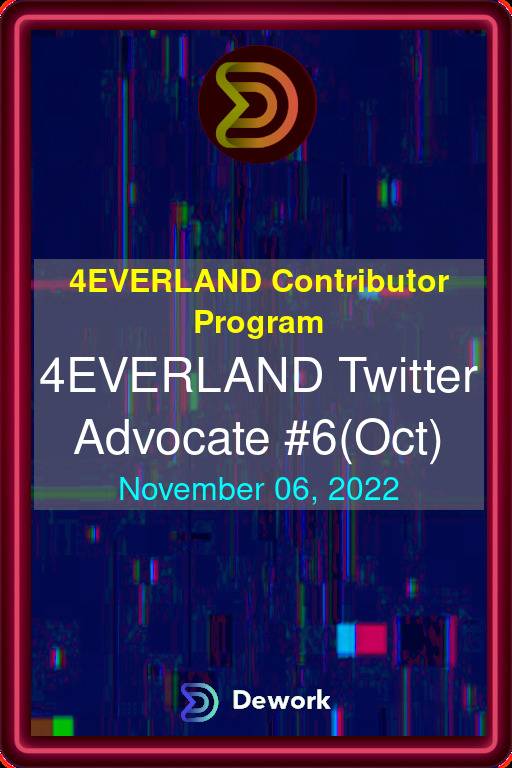 4EVERLAND Contributor
Program
4EVERLAND Twitter
Advocate #6(Oct)
November 06, 2022
Dework